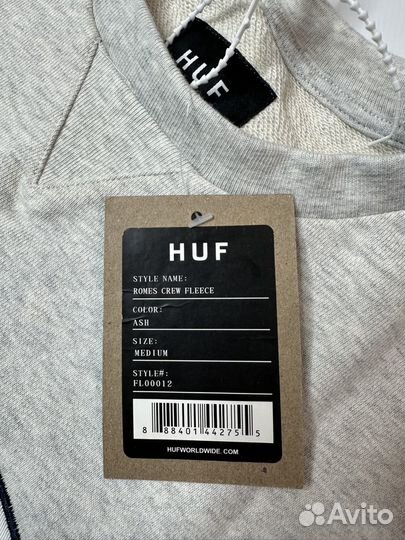 HUF
HUF
STYLE NAME:
ROMES CREW FLEECE
COLOR:
ASH
SIZE:
MEDIUM
STYLE#:
FL00012
8 88401 44275 5
HUFWORLDWIDE.COM
Avito